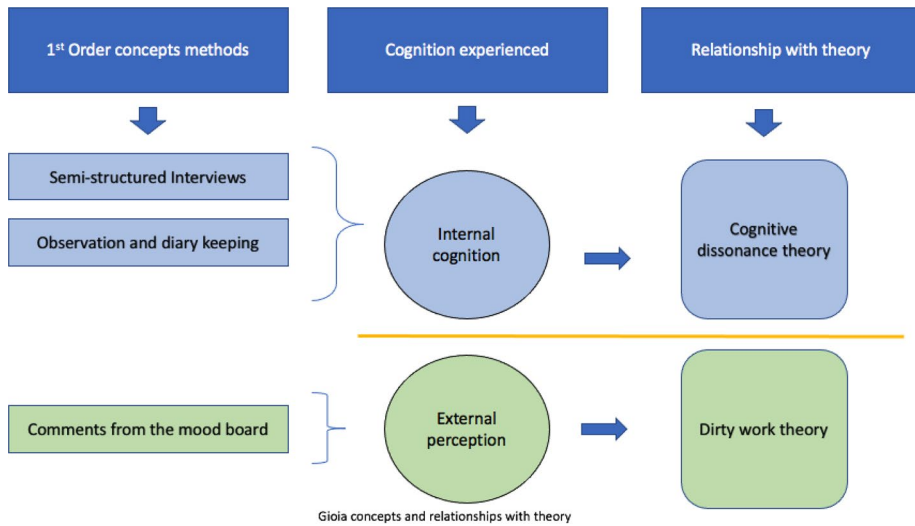 1st Order concepts methods
Cognition experienced
Relationship with theory
Semi-structured Interviews
Observation and diary keeping
Internal
cognition
Cognitive
dissonance theory
Comments from the mood board
External
perception
Dirty work theory
Gioia concepts and relationships with theory